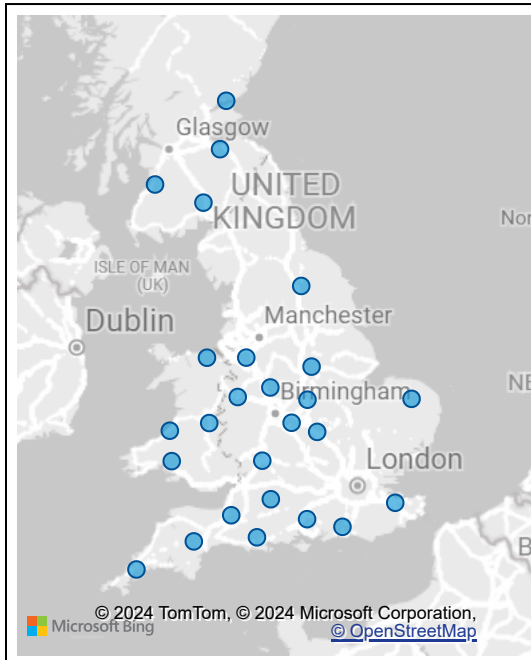 Glasgow
UNITED
KINGDOM
Nor
ISLE OF MAN
(UK)
Dublin
Manchester
NE
Birmingham
London
B
© 2024 TomTom, © 2024 Microsoft Corporation,
Microsoft Bing
© OpenStreetMap